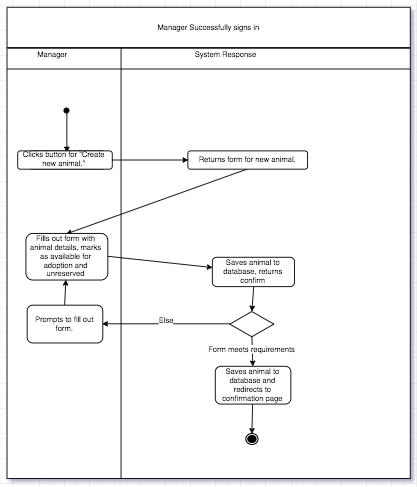 Manager Successfully signs in
Manager
System Response
Clicks button for "Create
new animal."
Returns form for new animal.
Fills out form with
animal details, marks
as available for
adoption and
unreserved
Saves animal to
database, returns
confirm
Prompts to fill out
form.
Else
Form meets requirements
Saves animal to
database and
redirects to
confirmation page